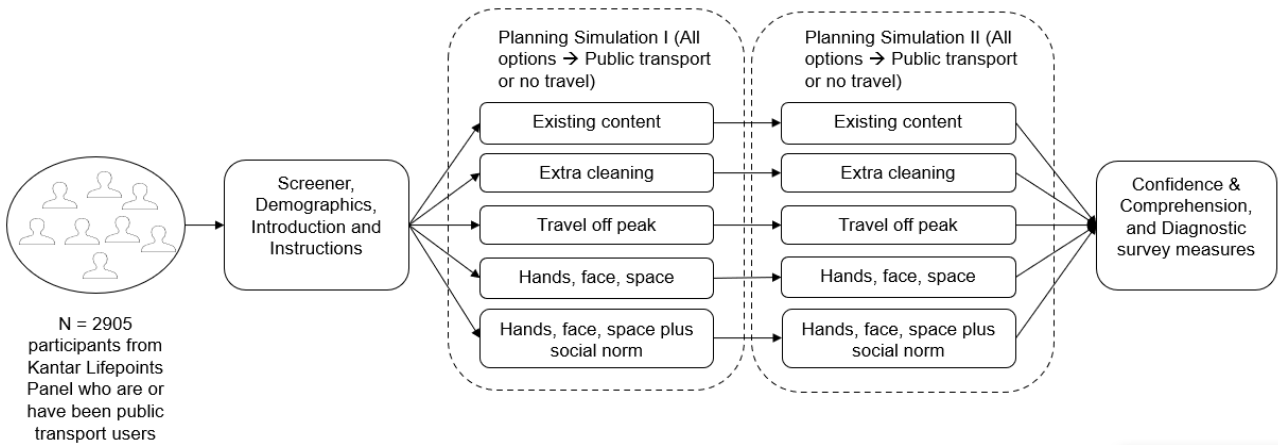 N = 2905
participants from
Kantar Lifepoints
Panel who are or
have been public
transport users
Screener,
Demographics,
Introduction and
Instructions
Planning Simulation I (All
options → Public transport
or no travel)
Existing content
Extra cleaning
Travel off peak
Hands, face, space
Hands, face, space plus
social norm
Planning Simulation II (All
options → Public transport
or no travel)
Existing content
Extra cleaning
Travel off peak
Hands, face, space
Hands, face, space plus
social norm
Confidence &
Comprehension,
and Diagnostic
survey measures